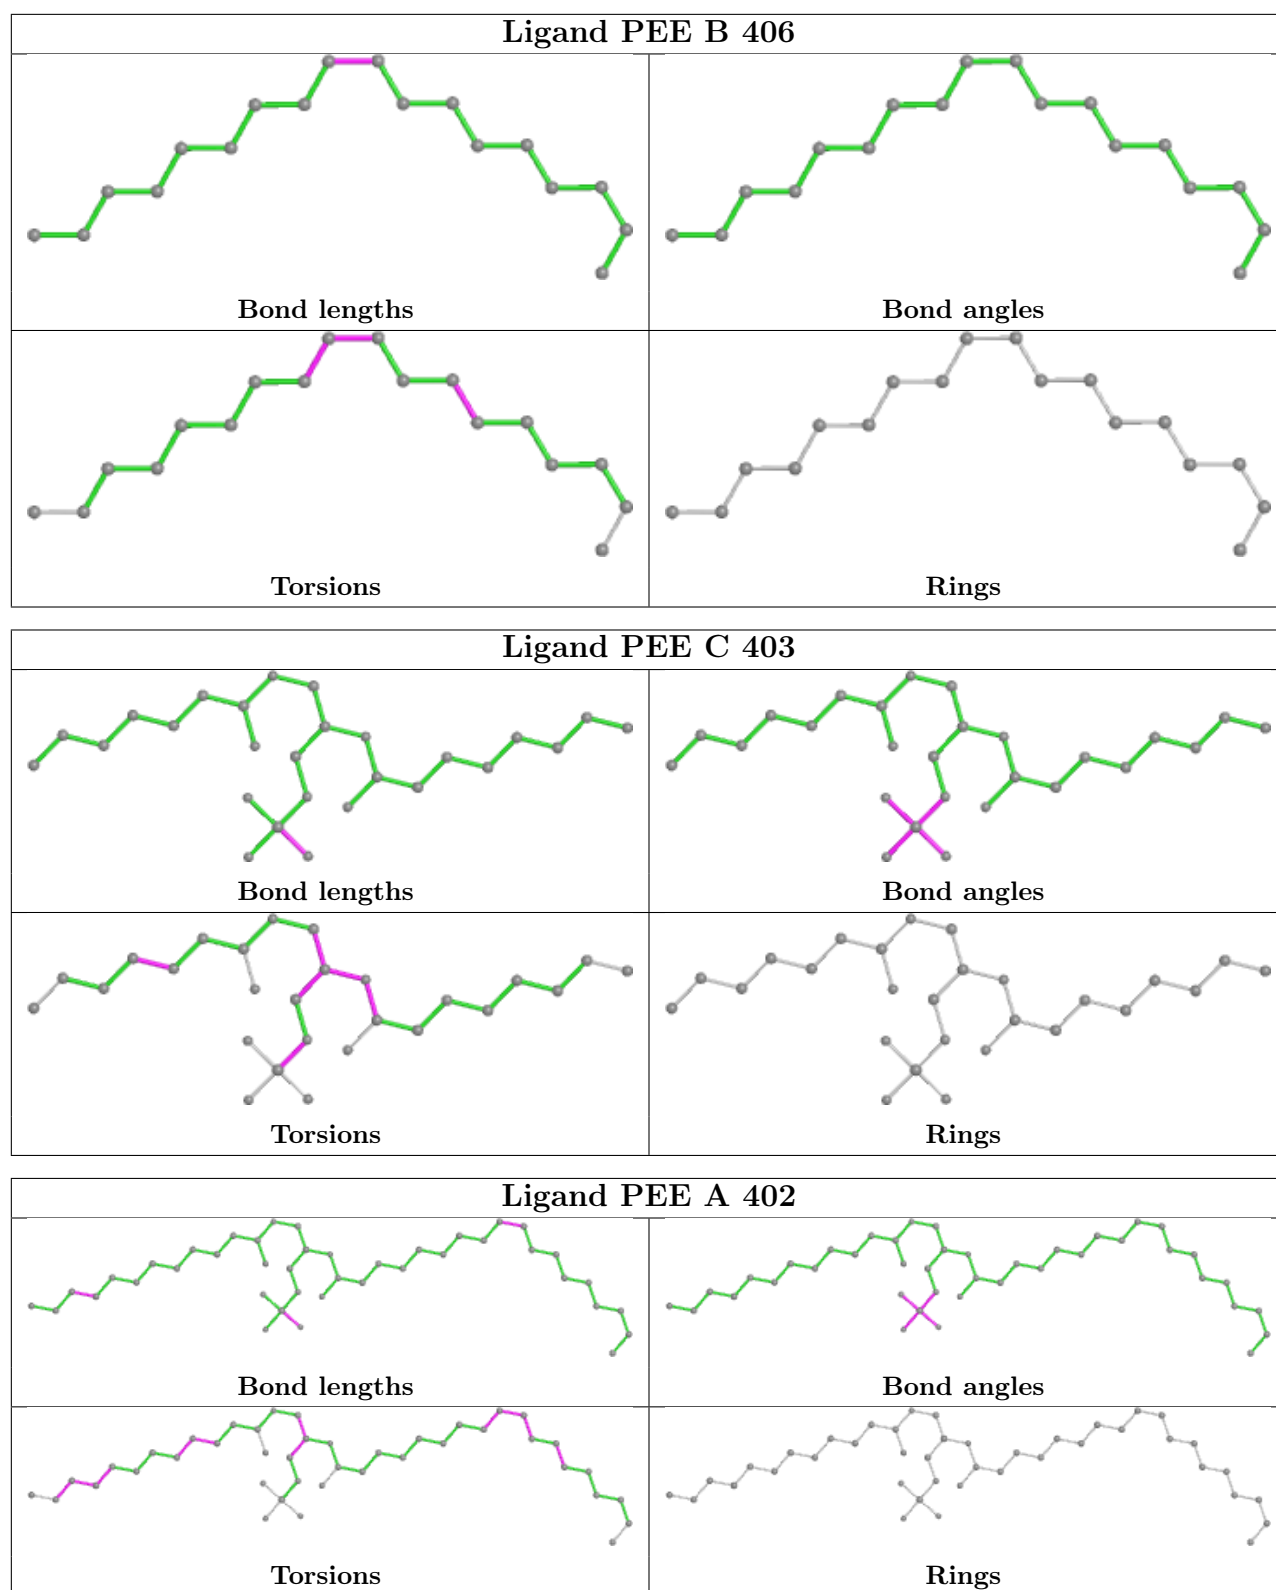 Ligand PEE B 406
Bond lengths
Bond angles
Torsions
Rings
Ligand PEE C 403
Bond lengths
Bond angles
Torsions
Rings
Ligand PEE A 402
Bond lengths
Bond angles
Torsions
Rings